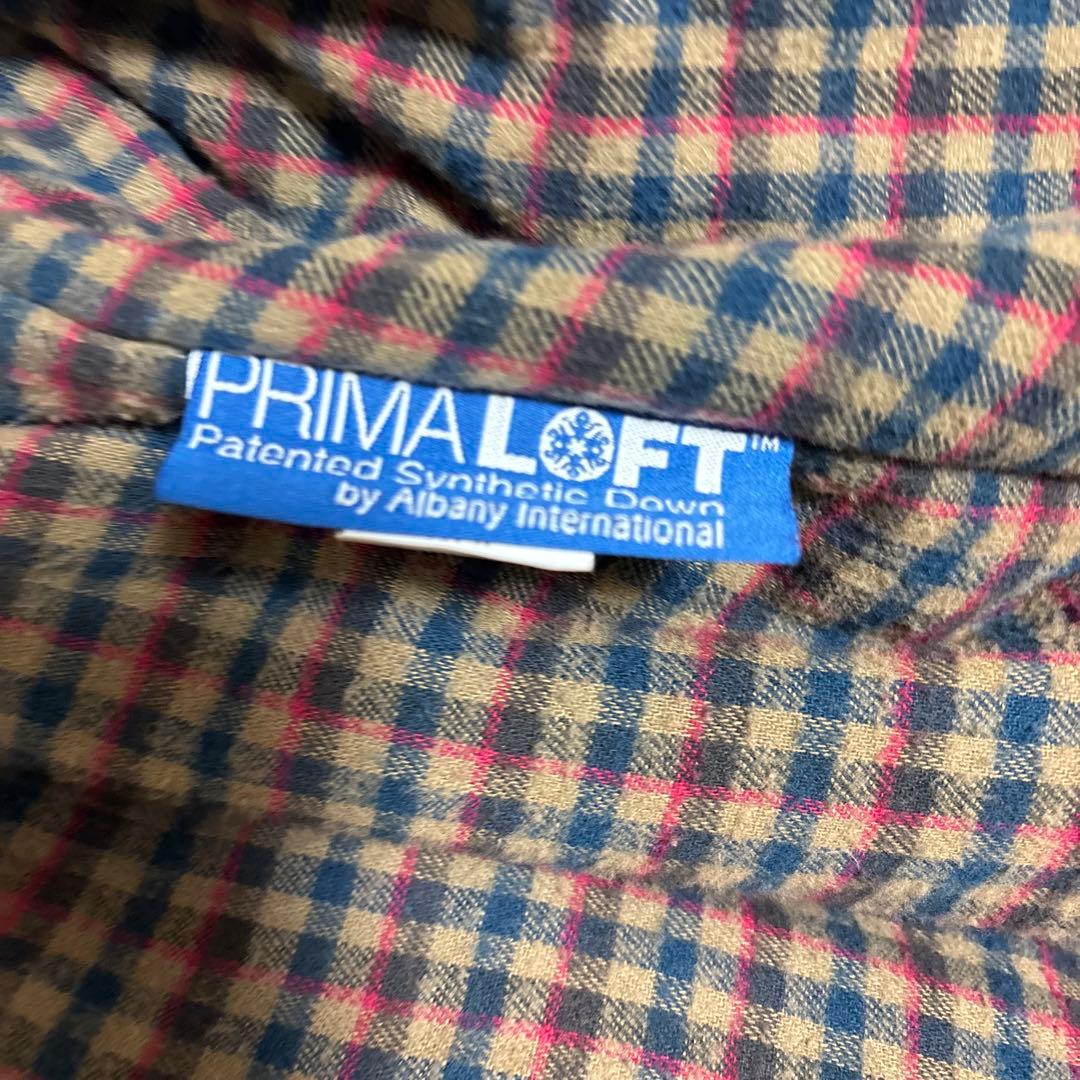 PRIMALOFT™
Patented Synthetic Down
by Albany International